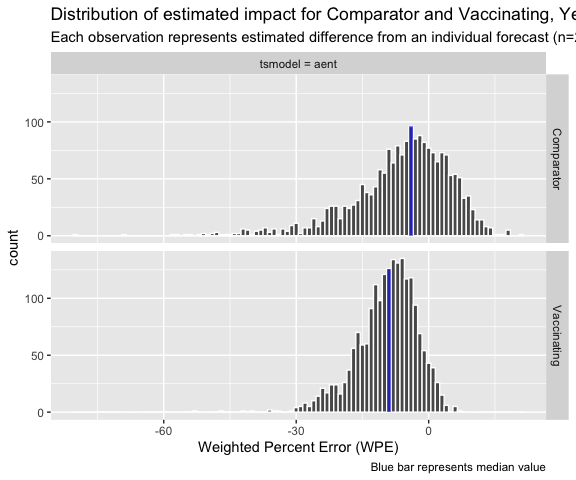 Distribution of estimated impact for Comparator and Vaccinating, Ye
Each observation represents estimated difference from an individual forecast (n=
tsmodel = aent
100
50
0
Comparator
count
100
50
0
Vaccinating
-60 -30 0
Weighted Percent Error (WPE)
Blue bar represents median value